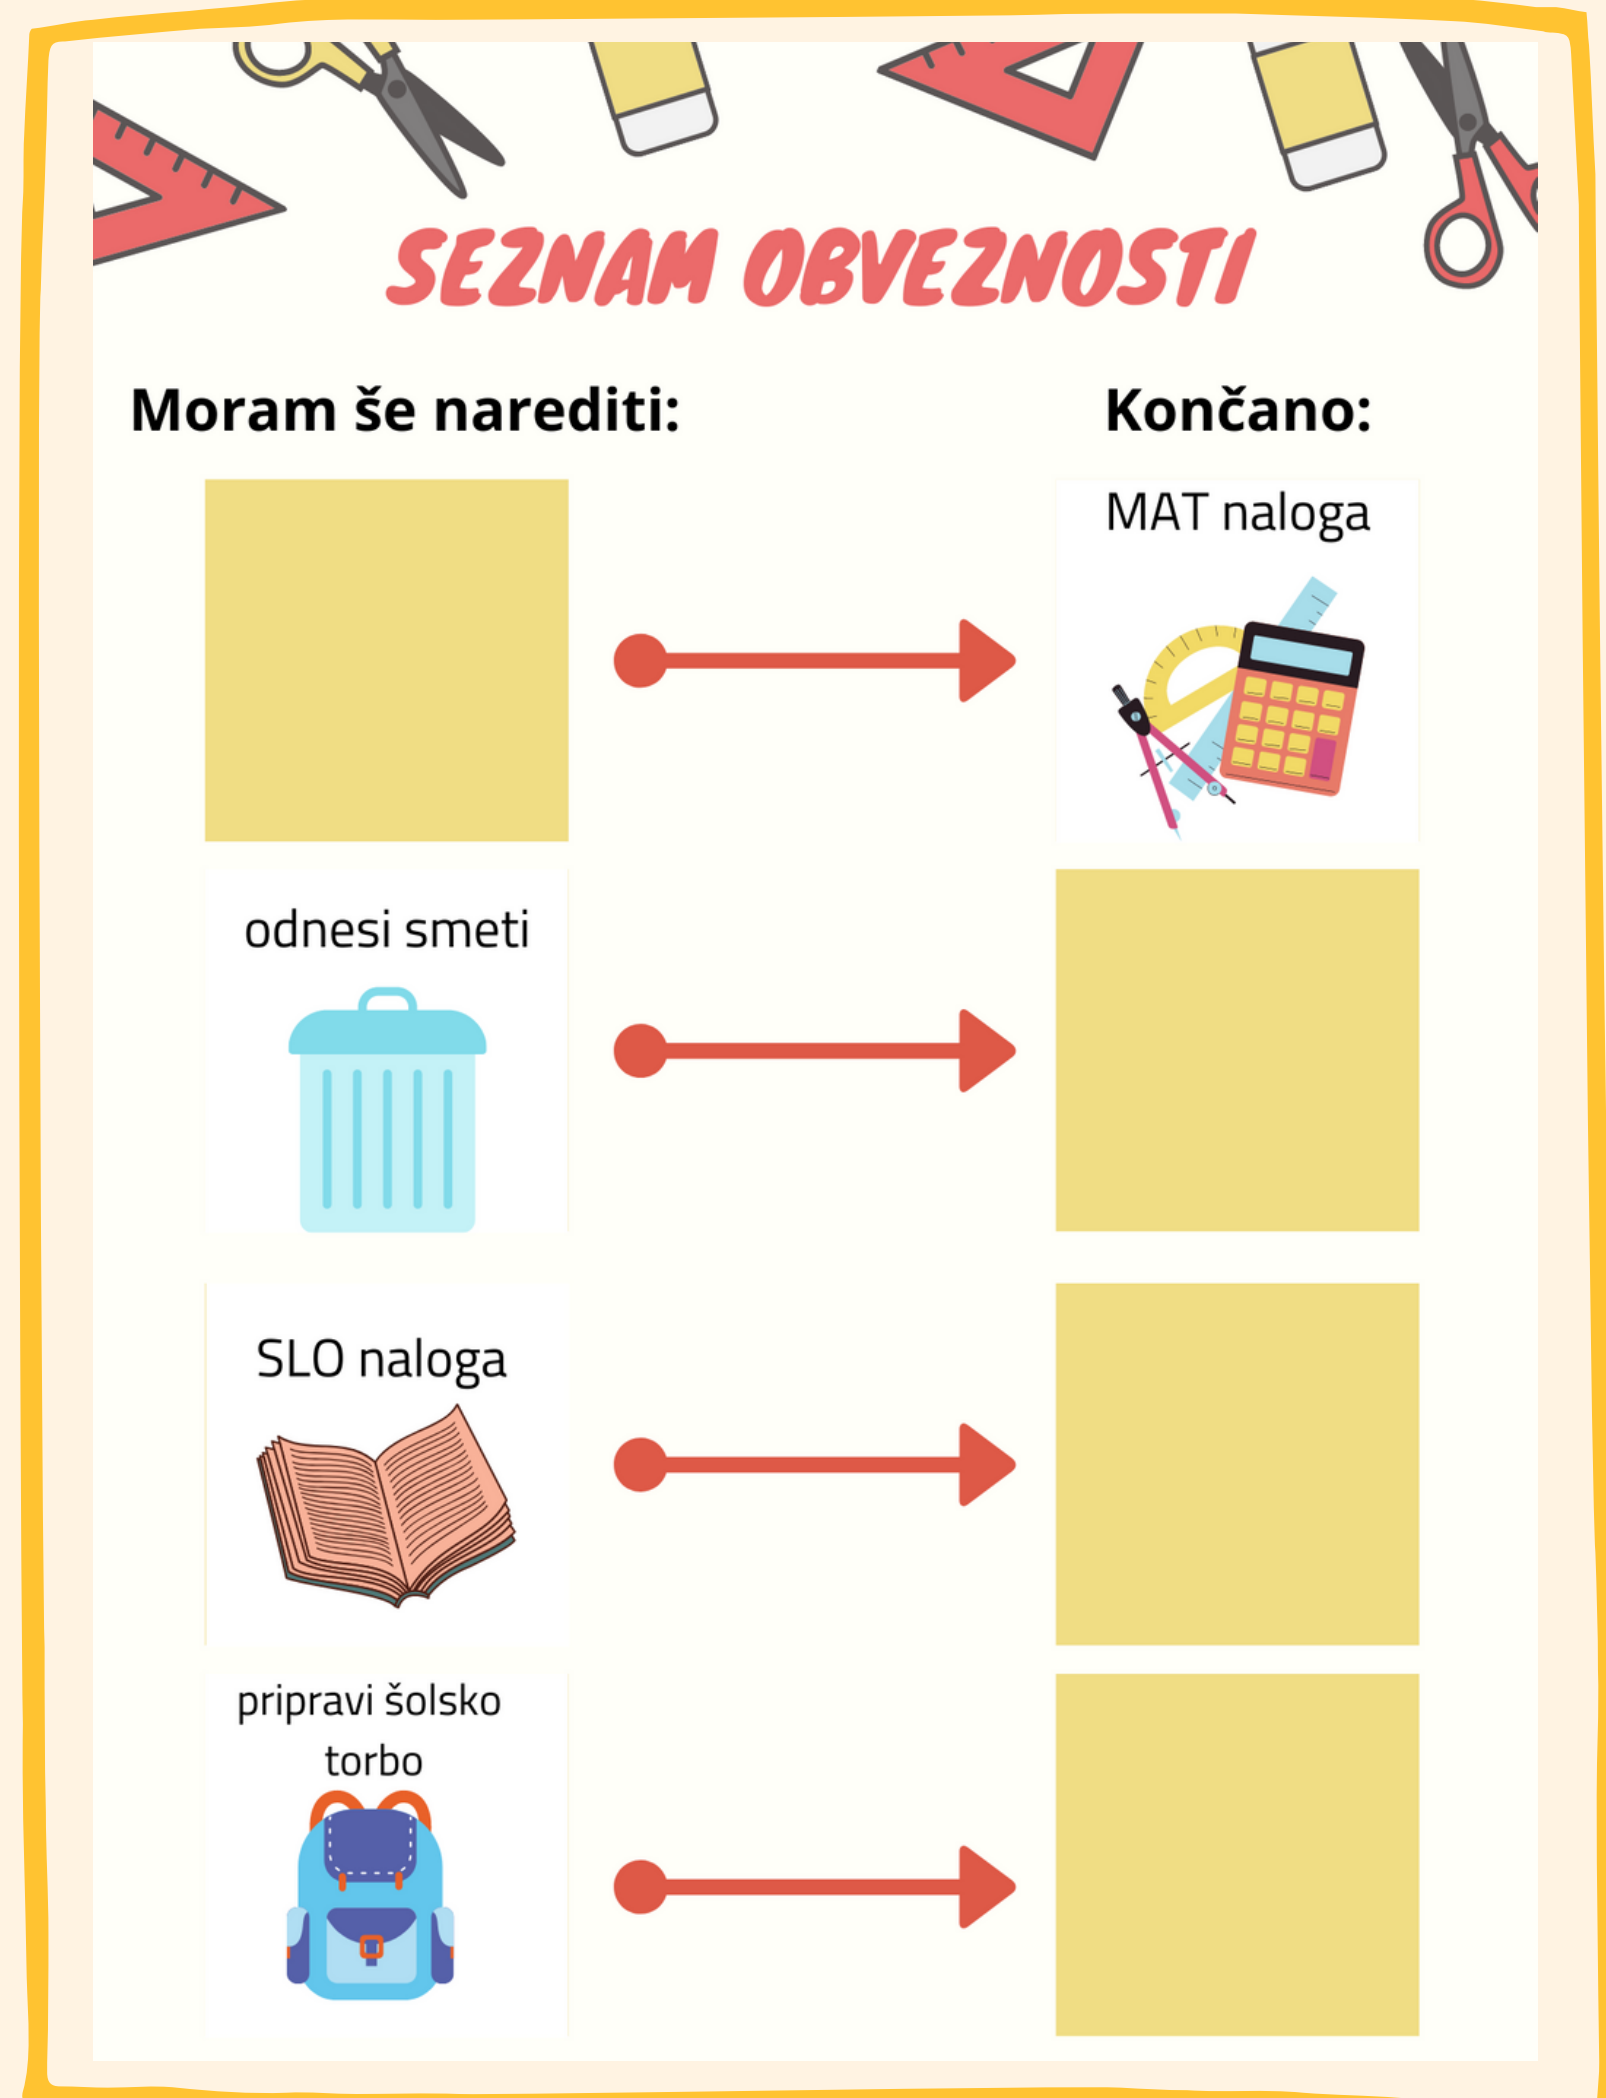 SEZNAM OBVEZNOSTI
Moram še narediti:
Končano:
MAT naloga
odnesi smeti
SLO naloga
pripravi šolsko
torbo